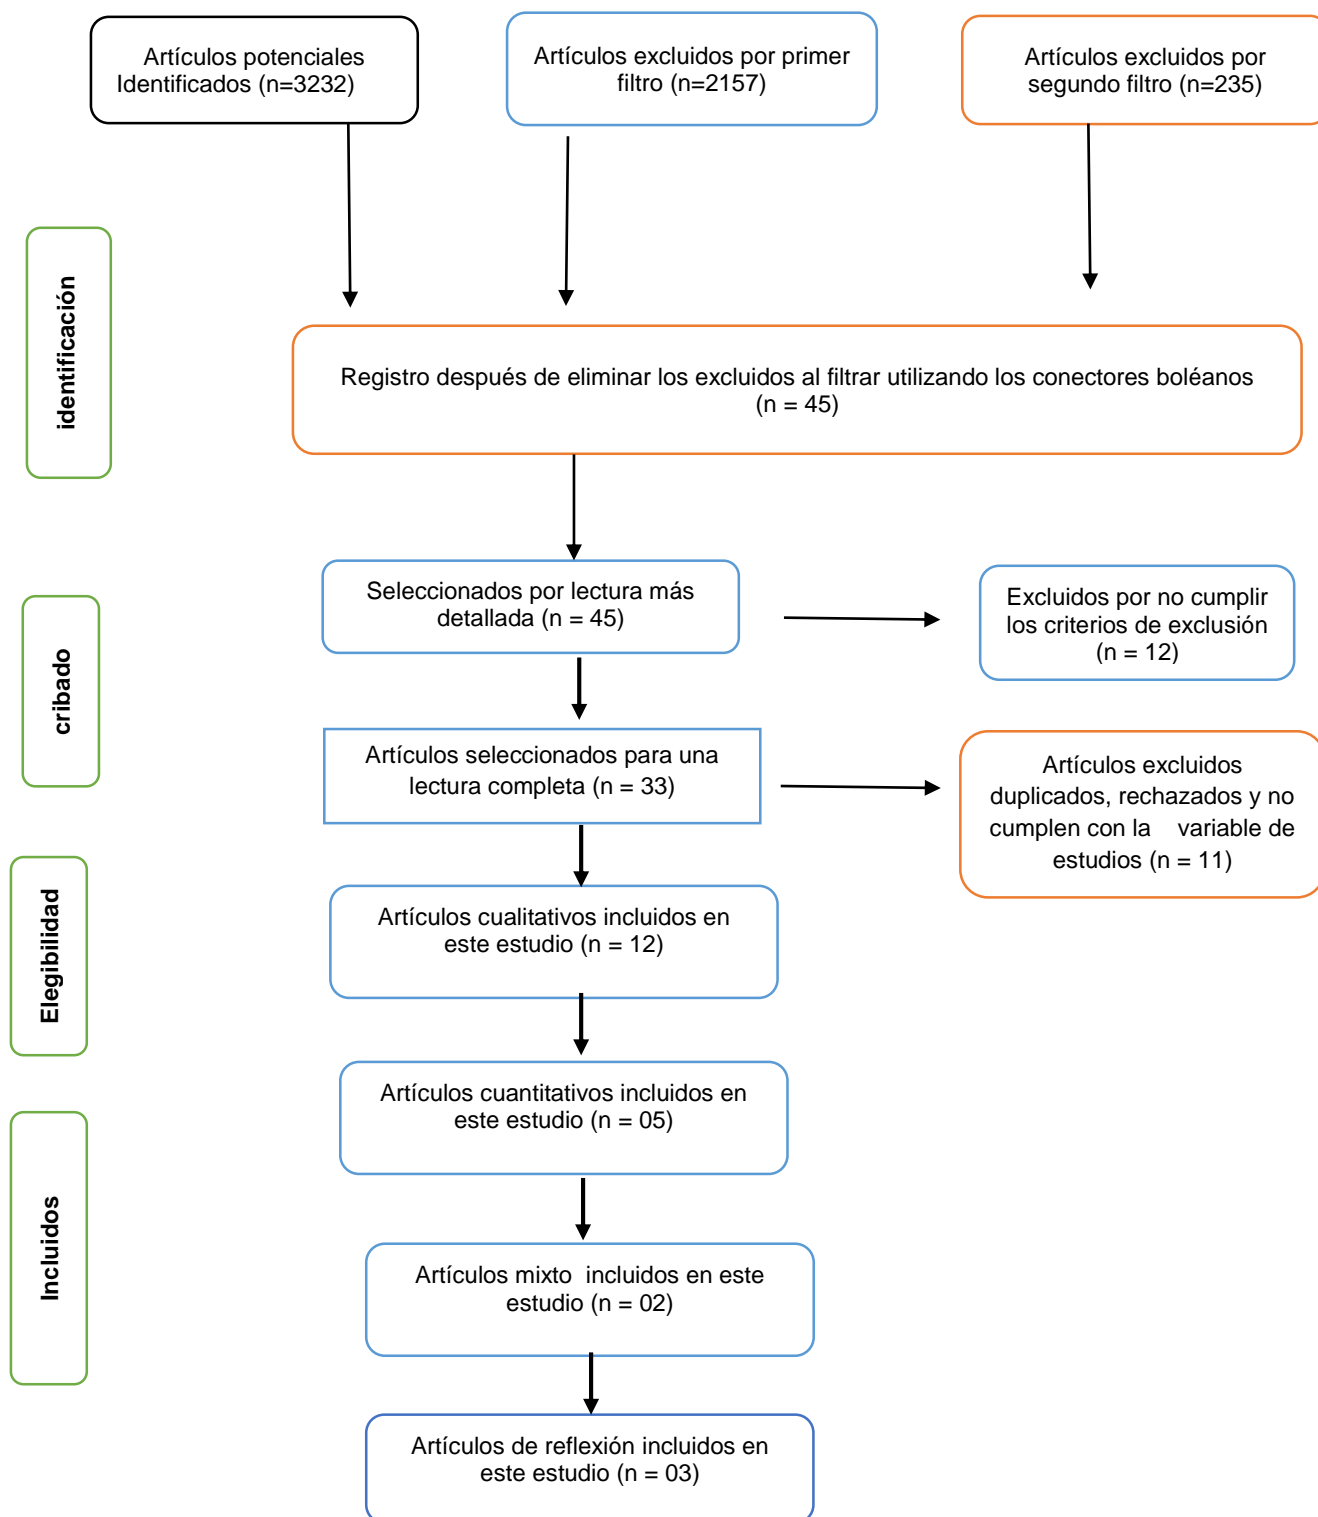 Artículos potenciales
Identificados (n=3232)
Artículos excluidos por primer
filtro (n=2157)
Artículos excluidos por
segundo filtro (n=235)
identificación
Registro después de eliminar los excluidos al filtrar utilizando los conectores boléanos
(n = 45)
cribado
Seleccionados por lectura más
detallada (n = 45)
Excluidos por no cumplir
los criterios de exclusión
(n = 12)
Artículos seleccionados para una
lectura completa (n = 33)
Artículos excluidos
duplicados, rechazados y no
cumplen con la variable de
estudios (n = 11)
Elegibilidad
Artículos cualitativos incluidos en
este estudio (n = 12)
Artículos cuantitativos incluidos en
este estudio (n = 05)
Incluidos
Artículos mixto incluidos en este
estudio (n = 02)
Artículos de reflexión incluidos en
este estudio (n = 03)